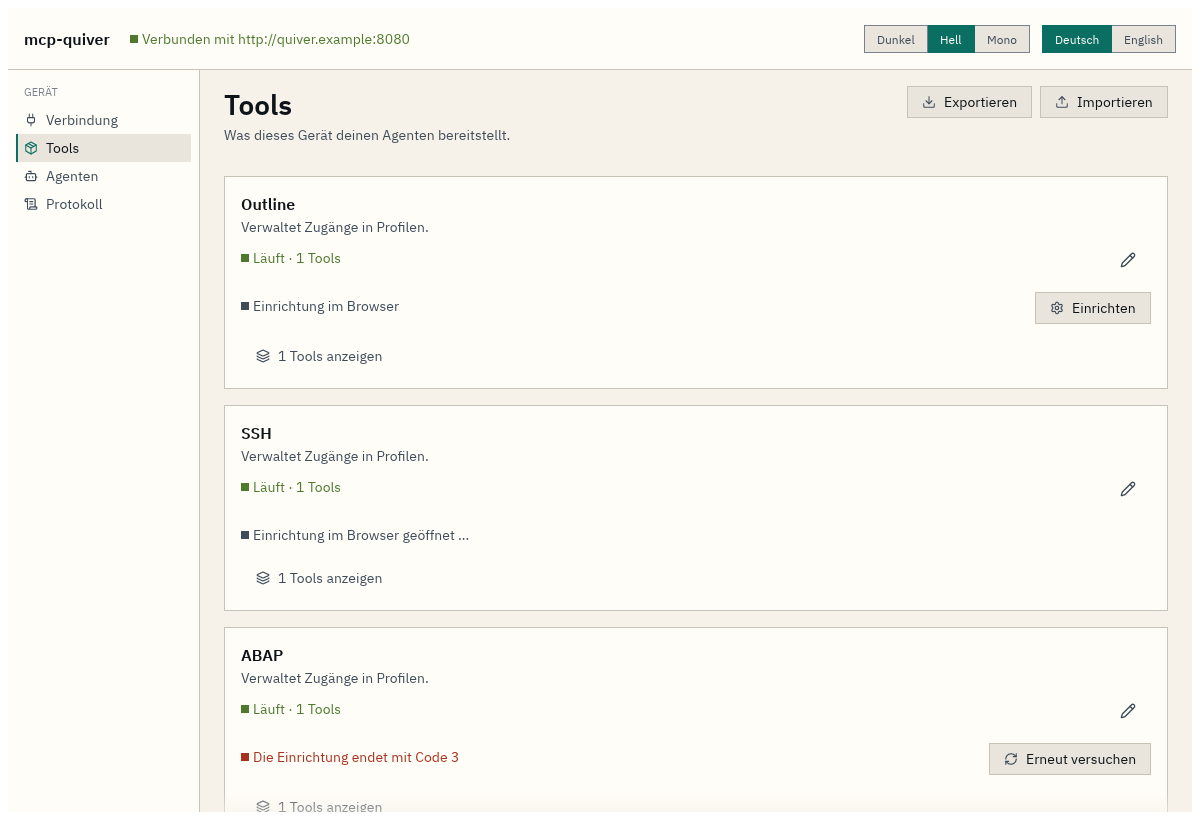 mcp-quiver
Verbunden mit http://quiver.example:8080
Dunkel
Hell
Mono
Deutsch
English
GERÄT
Verbindung
Tools
Agenten
Protokoll
Tools
Was dieses Gerät deinen Agenten bereitstellt.
Exportieren
Importieren
Outline
Verwaltet Zugänge in Profilen.
Läuft · 1 Tools
Einrichtung im Browser
Einrichten
1 Tools anzeigen
SSH
Verwaltet Zugänge in Profilen.
Läuft · 1 Tools
Einrichtung im Browser geöffnet …
1 Tools anzeigen
ABAP
Verwaltet Zugänge in Profilen.
Läuft · 1 Tools
Die Einrichtung endet mit Code 3
Erneut versuchen
1 Tools anzeigen